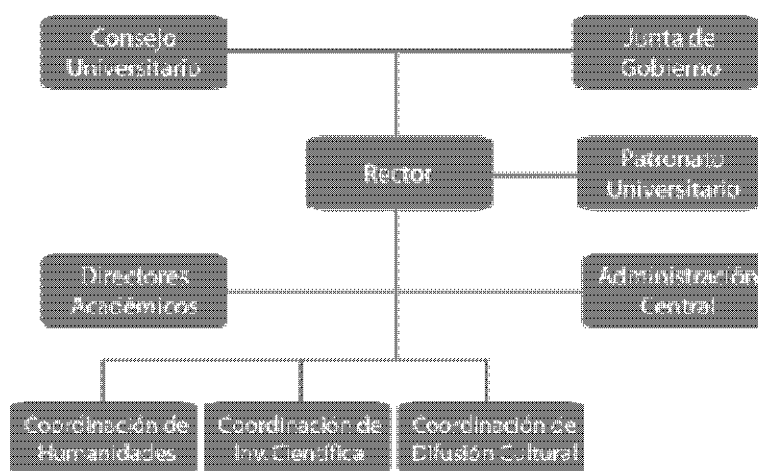 Consejo
Universitario
Junta de
Gobierno
Rector
Patronato
Universitario
Directores
Académicos
Administración
Central
Coordinación de
Humanidades
Coordinación de
Inv. Científica
Coordinación de
Difusión Cultural